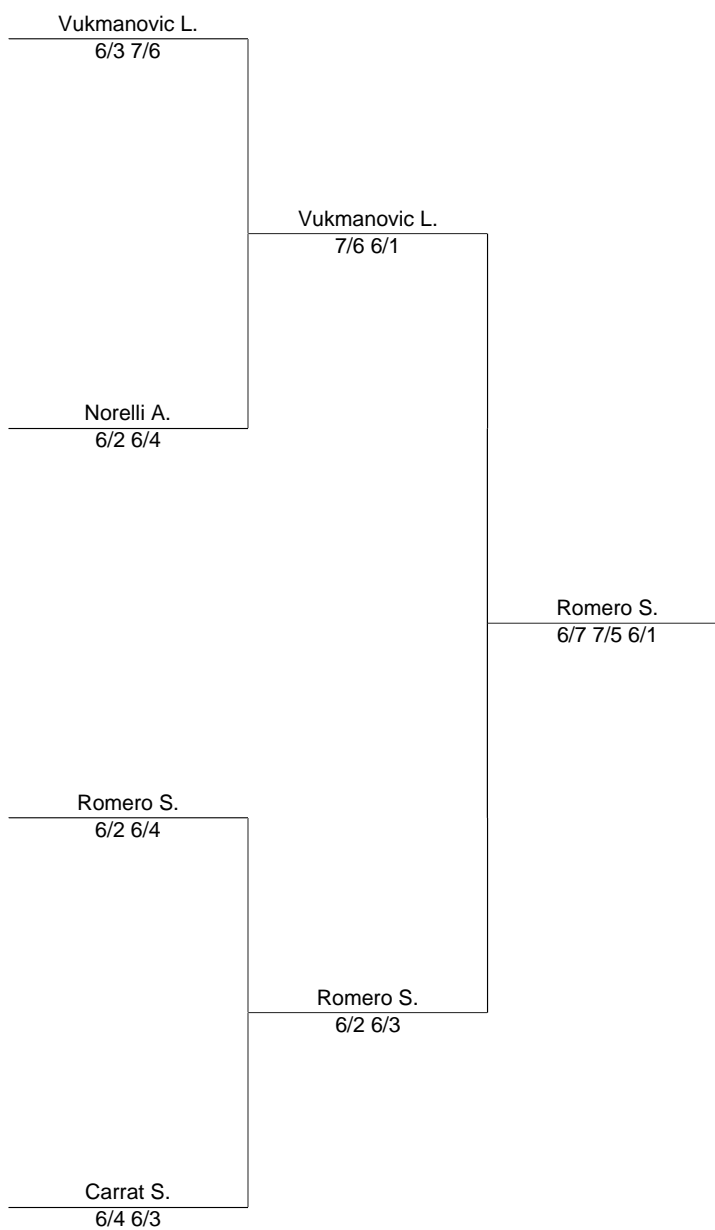 Vukmanovic L.
6/3 7/6
Vukmanovic L.
7/6 6/1
Norelli A.
6/2 6/4
Romero S.
6/7 7/5 6/1
Romero S.
6/2 6/4
Romero S.
6/2 6/3
Carrat S.
6/4 6/3